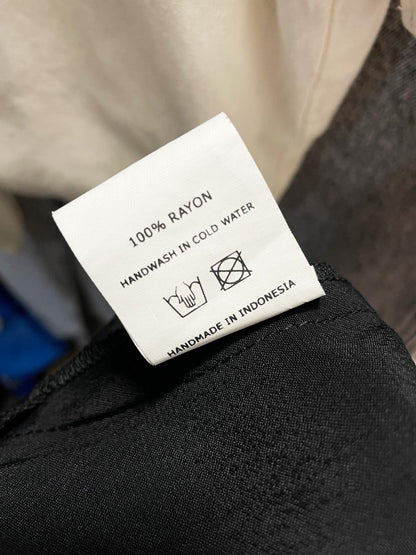 100% RAYON
HANDWASH IN COLD WATER
HANDMADE IN INDONESIA